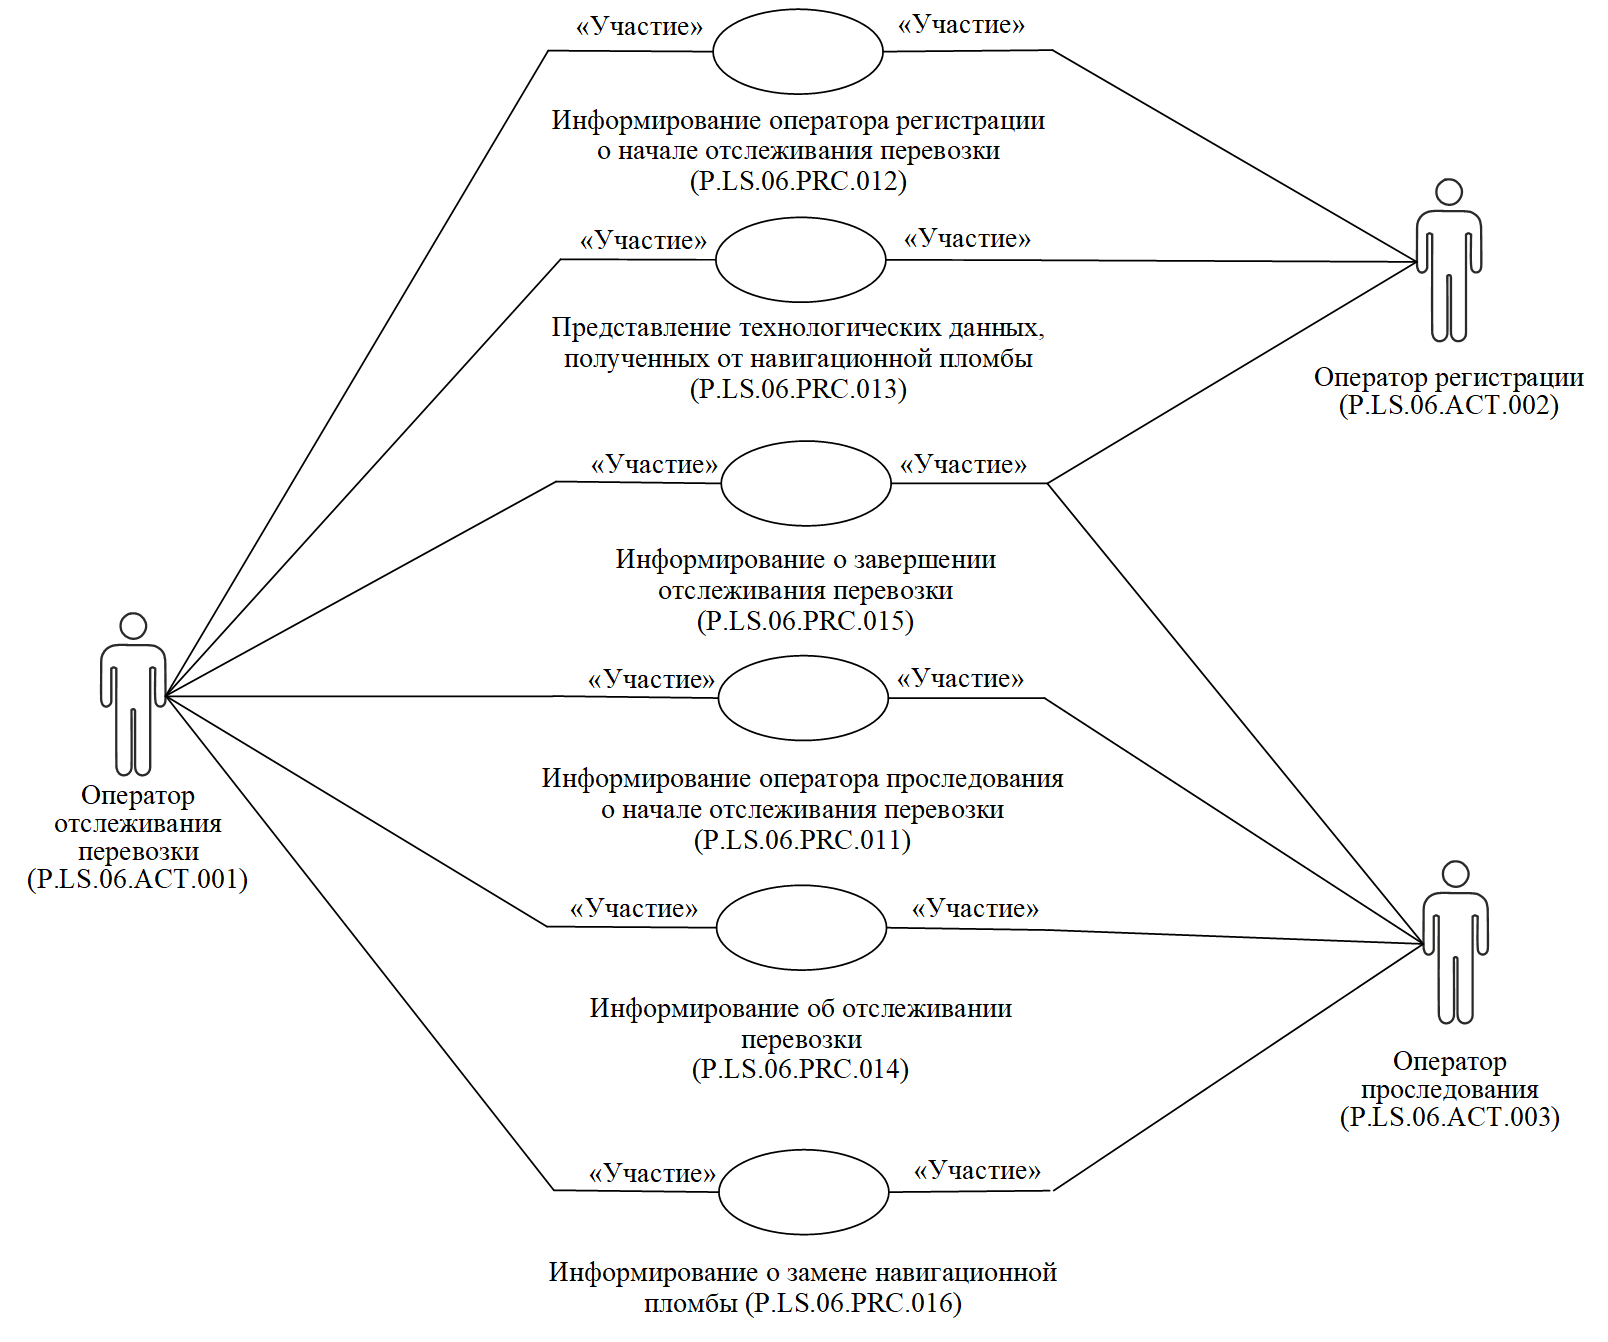 «Участие» «Участие»
Информирование оператора регистрации
о начале отслеживания перевозки
(P.LS.06.PRC.012)
«Участие» «Участие»
Представление технологических данных,
полученных от навигационной пломбы
(P.LS.06.PRC.013)
Оператор регистрации
(P.LS.06.ACT.002)
«Участие» «Участие»
Информирование о завершении
отслеживания перевозки
(P.LS.06.PRC.015)
«Участие» «Участие»
Информирование оператора проследования
о начале отслеживания перевозки
(P.LS.06.PRC.011)
Оператор
отслеживания
перевозки
(P.LS.06.ACT.001)
«Участие» «Участие»
Информирование об отслеживании
перевозки
(P.LS.06.PRC.014)
Оператор
проследования
(P.LS.06.ACT.003)
«Участие» «Участие»
Информирование о замене навигационной
пломбы (P.LS.06.PRC.016)